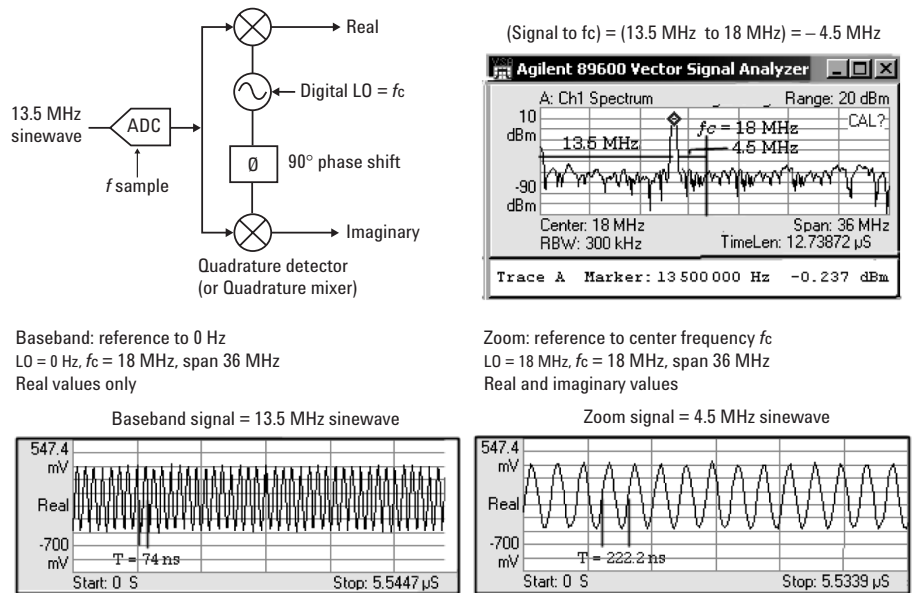 Real
Digital LO = fc
13.5 MHz
sinewave
ADC
Ø
90° phase shift
f sample
Imaginary
Quadrature detector
(or Quadrature mixer)
(Signal to fc) = (13.5 MHz to 18 MHz) = – 4.5 MHz
VSA
Agilent 89600 Vector Signal Analyzer
A: Ch1 Spectrum
Range: 20 dBm
10
dBm
fc = 18 MHz
CAL?
13.5 MHz
4.5 MHz
-90
dBm
Center: 18 MHz
Span: 36 MHz
RBW: 300 kHz
TimeLen: 12.73872 µS
Trace A Marker: 13 500 000 Hz -0.237 dBm
Baseband: reference to 0 Hz
LO = 0 Hz, fc = 18 MHz, span 36 MHz
Real values only
Baseband signal = 13.5 MHz sinewave
547.4
mV
Real
-700
mV
T = 74 ns
Start: 0 S
Stop: 5.5447 µS
Zoom: reference to center frequency fc
LO = 18 MHz, fc = 18 MHz, span 36 MHz
Real and imaginary values
Zoom signal = 4.5 MHz sinewave
547.4
mV
Real
-700
mV
T = 222.2 ns
Start: 0 S
Stop: 5.5339 µS